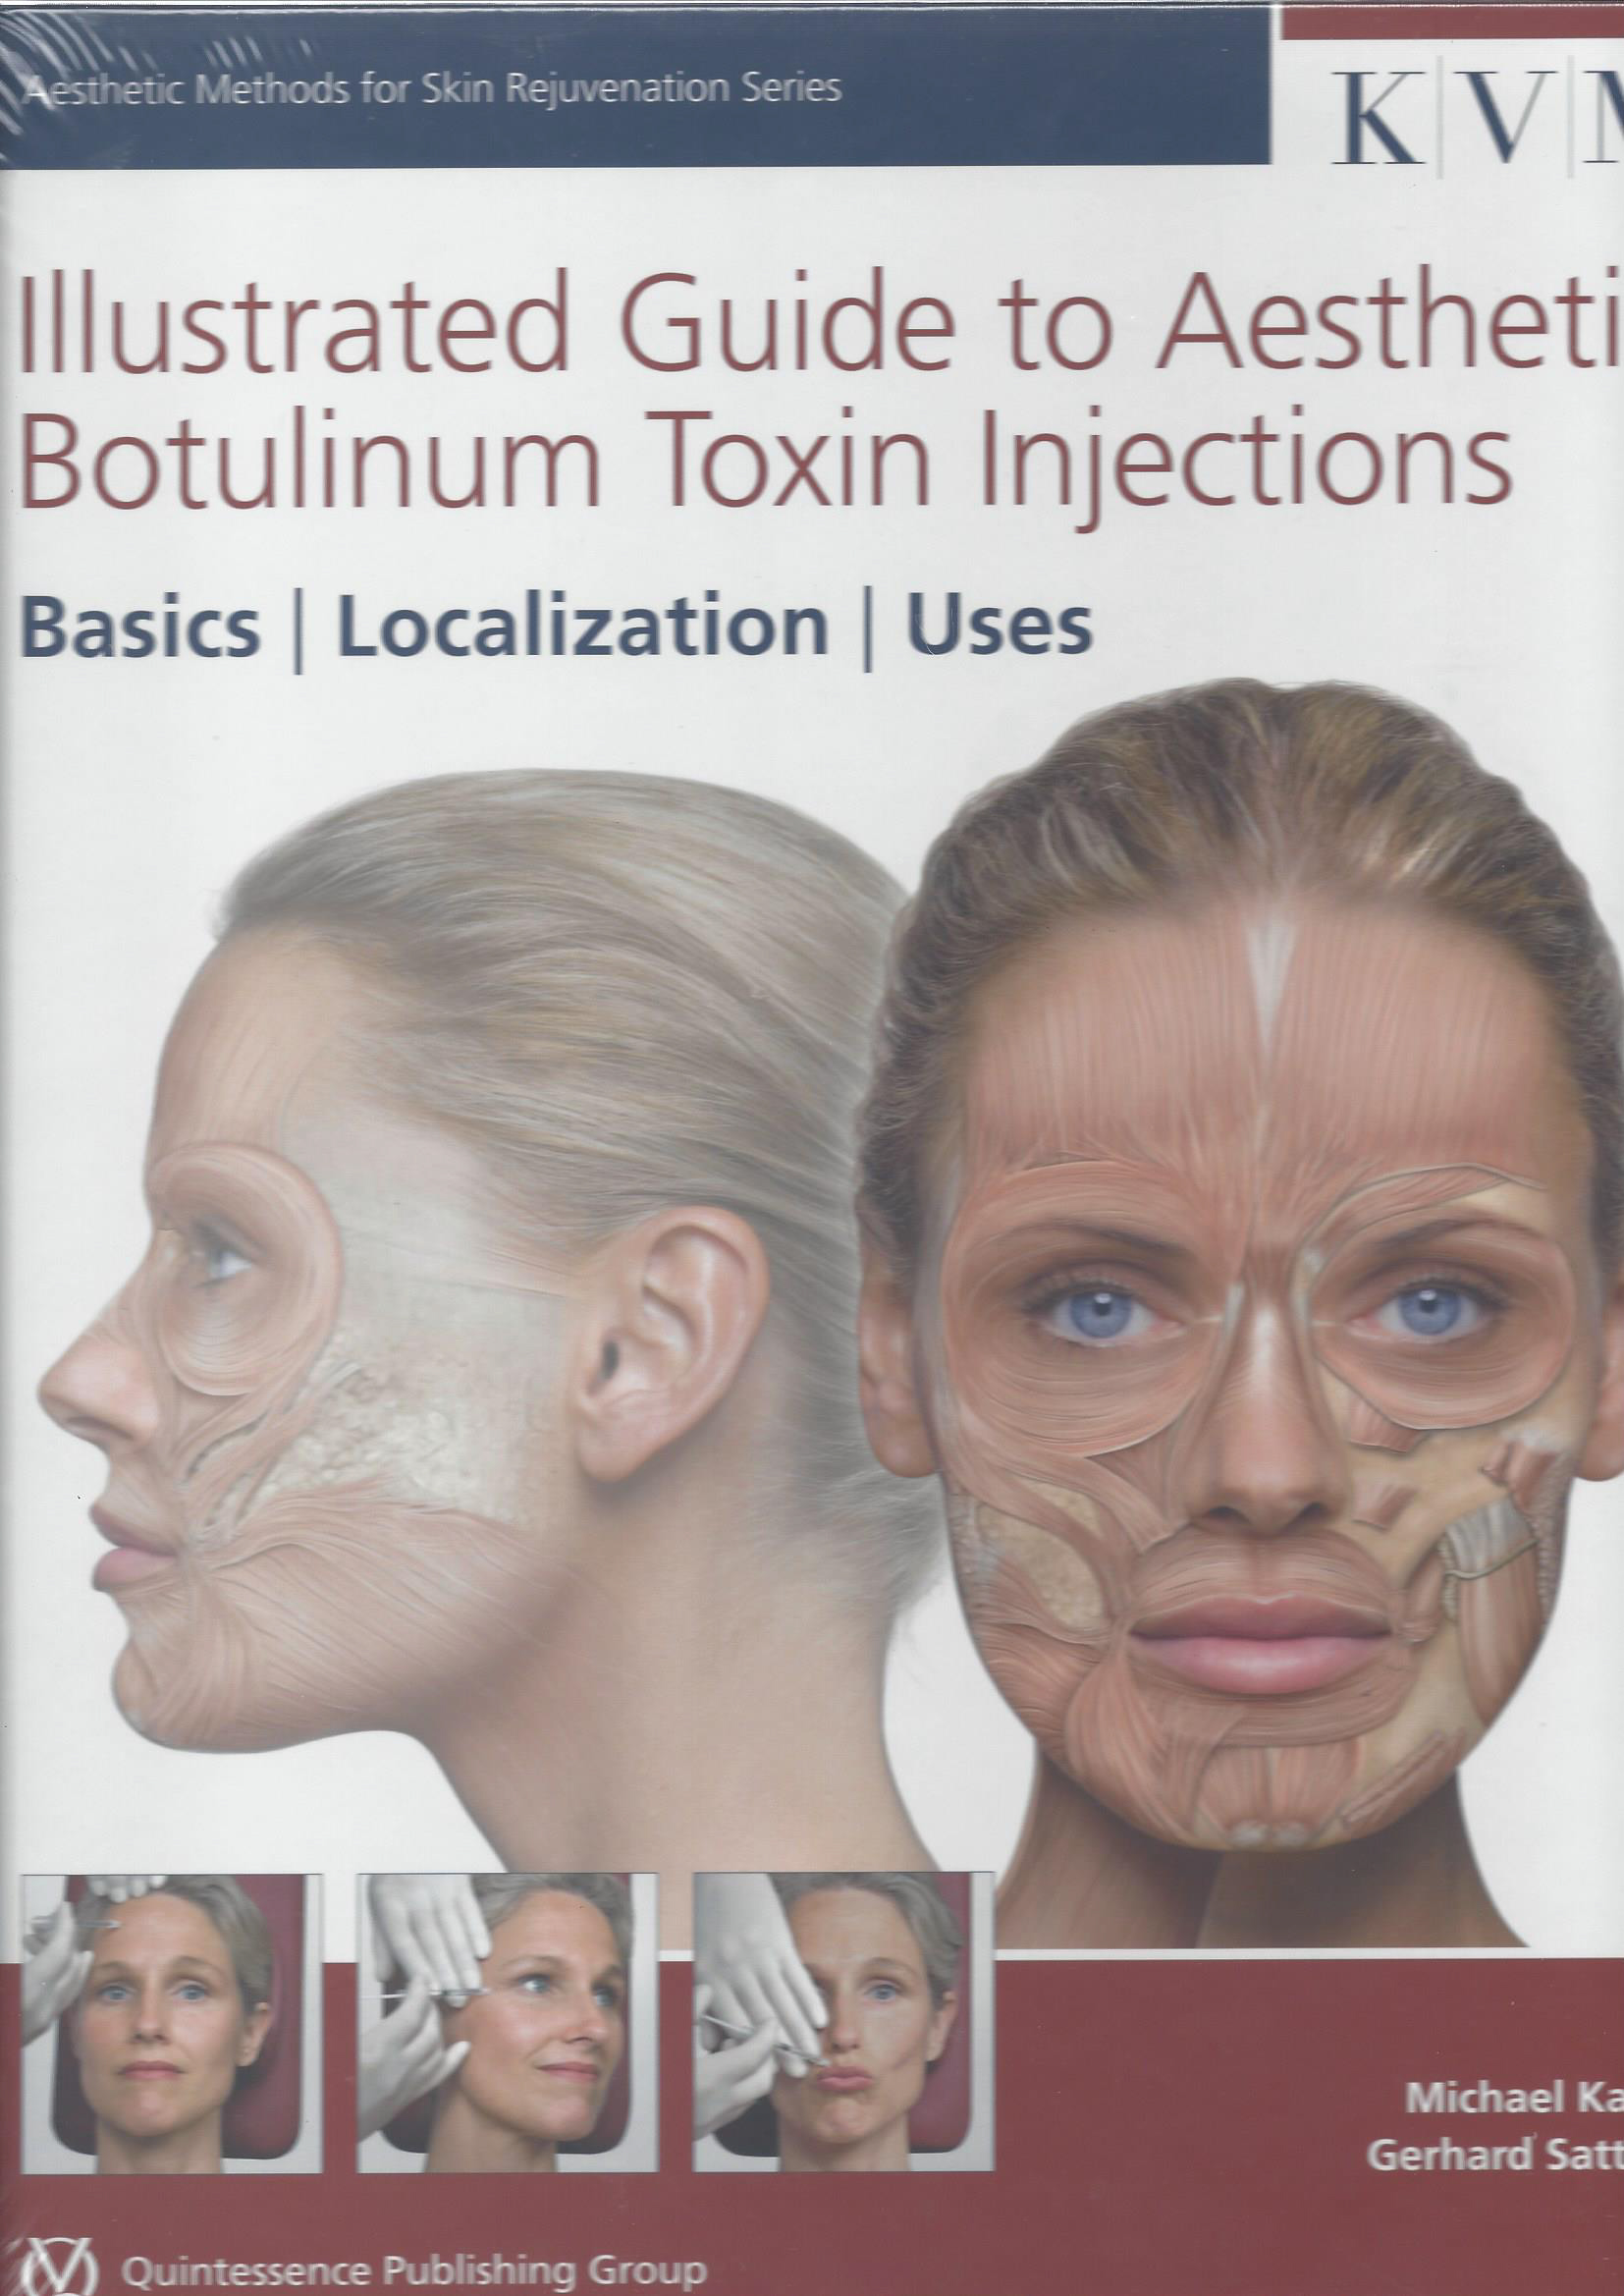 Aesthetic Methods for Skin Rejuvenation Series
K|V|M
Illustrated Guide to Aestheti
Botulinum Toxin Injections
Basics | Localization | Uses
Michael Ka
Gerhard Satt
Quintessence Publishing Group